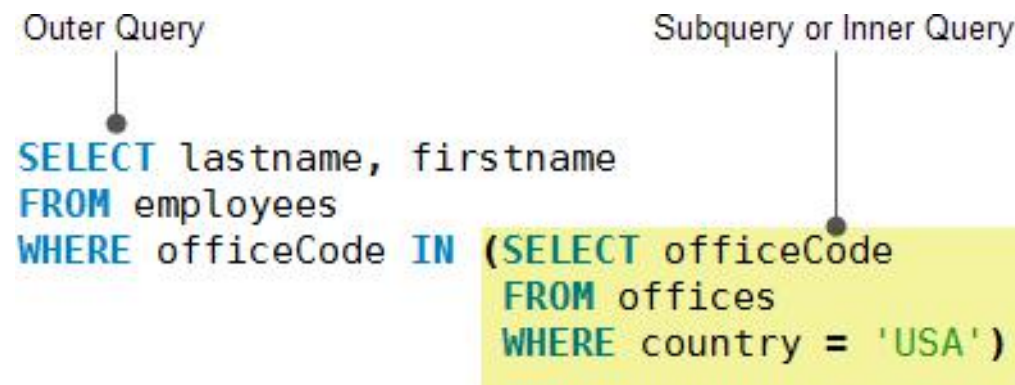 Outer Query
Subquery or Inner Query
SELECT lastname, firstname
FROM employees
WHERE officeCode IN (SELECT officeCode
FROM offices
WHERE country = 'USA')